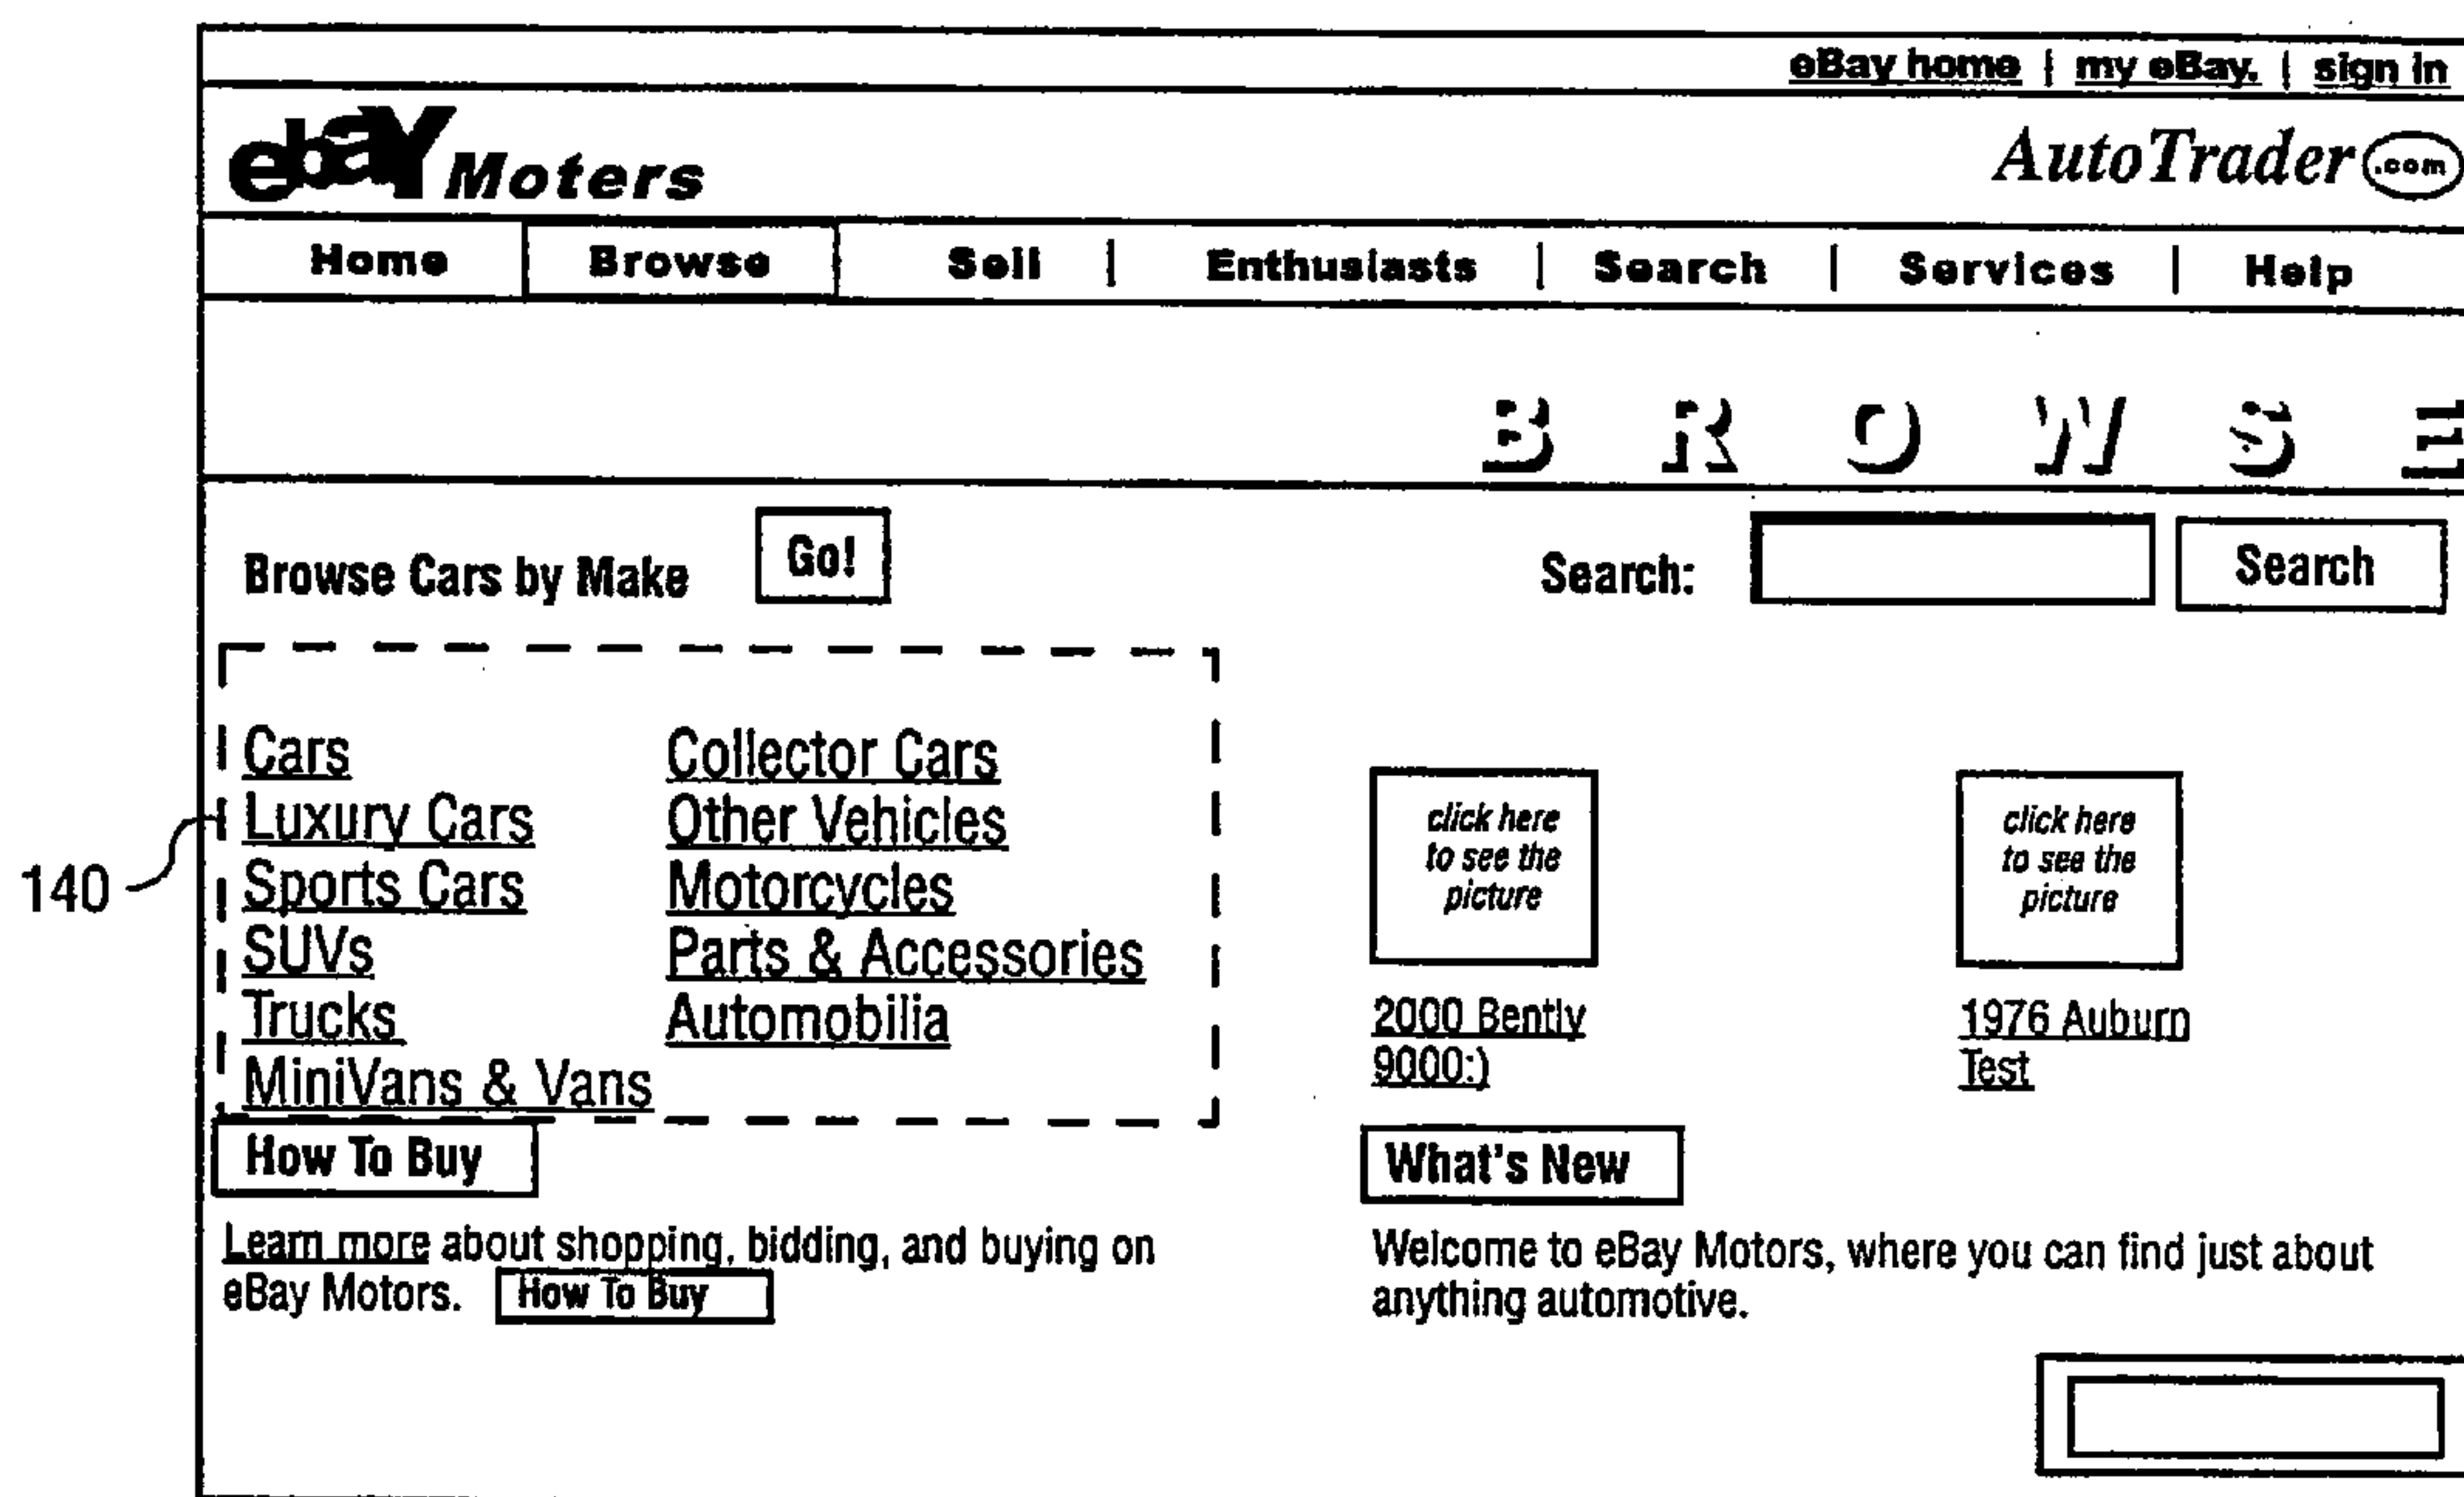 eBay home | my eBay. | sign in
ebaY Moters
AutoTrader .com
Home Browse Sell | Enthusiasts | Search | Services | Help
B R O W S E
Browse Cars by Make Go! Search: Search
Cars
Luxury Cars
Sports Cars
SUVs
Trucks
MiniVans & Vans
Collector Cars
Other Vehicles
Motorcycles
Parts & Accessories
Automobilia
140
click here
to see the
picture
2000 Bently
9000:)
click here
to see the
picture
1976 Auburn
Test
How To Buy
Learn more about shopping, bidding, and buying on
eBay Motors. How To Buy
What's New
Welcome to eBay Motors, where you can find just about
anything automotive.